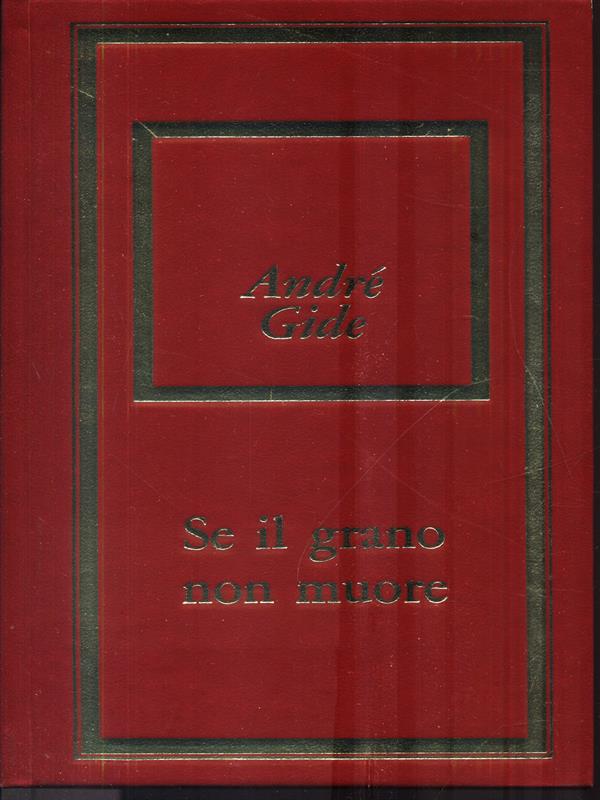 André
Gide
Se il grano
non muore